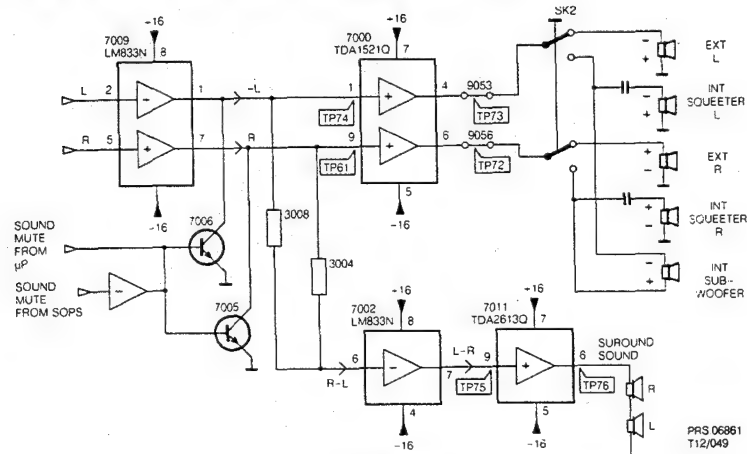 +16
7009
LM833N
8
L
2
1
-L
R
5
7
R
-16
+16
7000
TDA1521Q
7
1
4
TP74
9053
TP73
9
6
TP61
9056
TP72
5
-16
SK2
EXT
L
INT
SQUEETER
L
EXT
R
INT
SQUEETER
R
INT
SUB-
WOOFER
SOUND
MUTE
FROM
µP
SOUND
MUTE
FROM SOPS
7006
7005
3008
3004
+16
7002
LM833N
8
6
R-L
7
4
-16
L-R
+16
7011
TDA2613Q
7
9
TP75
6
TP76
5
-16
SURROUND
SOUND
R
L
PRS 06861
T12/049